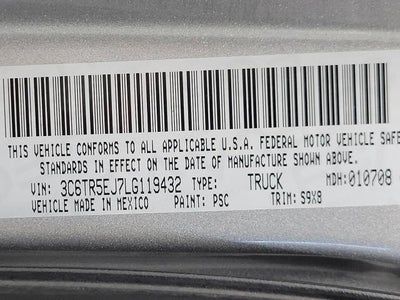 THIS VEHICLE CONFORMS TO ALL APPLICABLE U.S.A. FEDERAL MOTOR VEHICLE SAFE
STANDARDS IN EFFECT ON THE DATE OF MANUFACTURE SHOWN ABOVE.
VIN: 3C6TR5EJ7LG119432 TYPE: TRUCK MDH: 010708
VEHICLE MADE IN MEXICO PAINT: PSC TRIM: S9X8